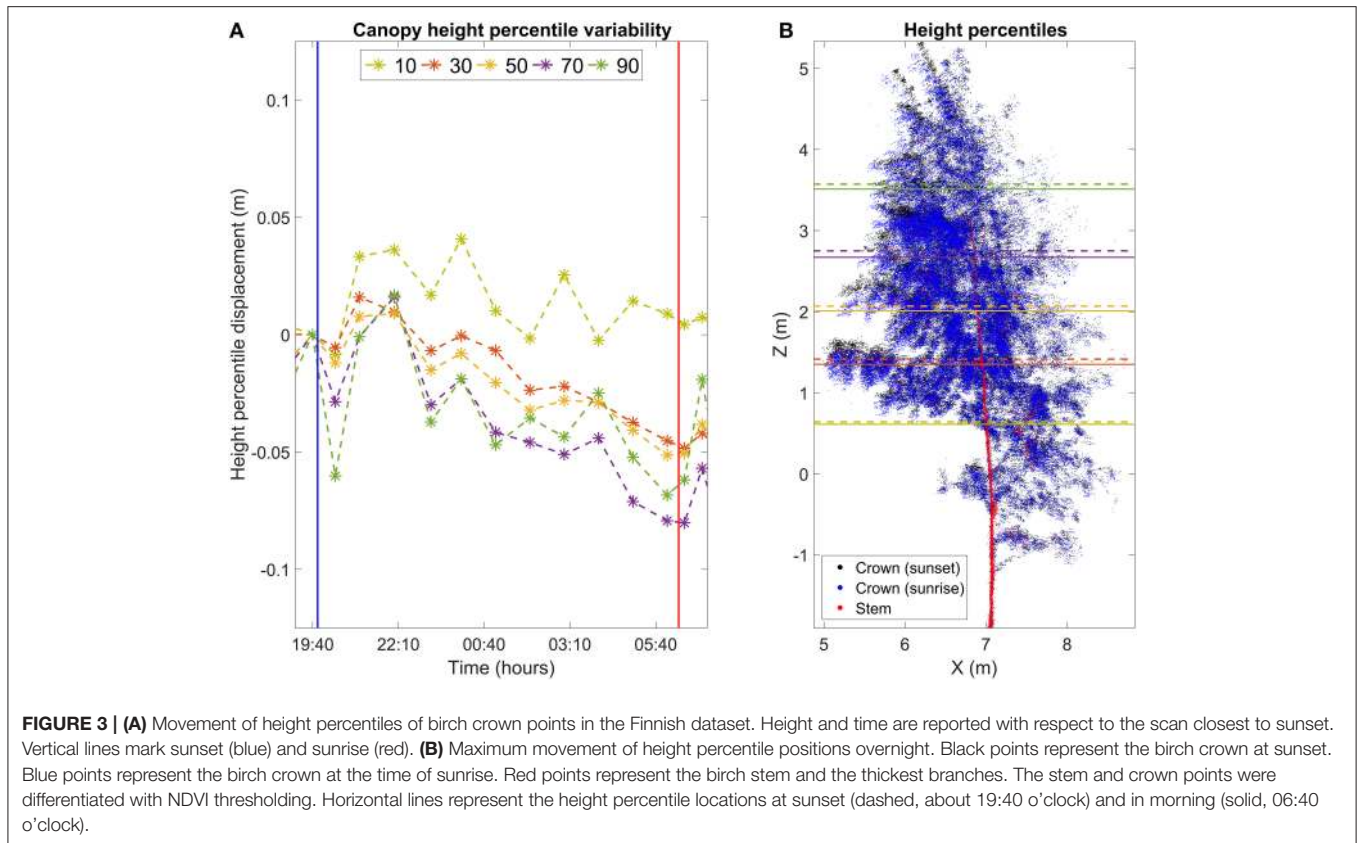 A
Canopy height percentile variability
10 30 50 70 90
0.1
0.05
0
-0.05
-0.1
Height percentile displacement (m)
19:40 22:10 00:40 03:10 05:40
Time (hours)
B
Height percentiles
5
4
3
2
1
0
-1
Z (m)
Crown (sunset)
Crown (sunrise)
Stem
5 6 7 8
X (m)
FIGURE 3 | (A) Movement of height percentiles of birch crown points in the Finnish dataset. Height and time are reported with respect to the scan closest to sunset.
Vertical lines mark sunset (blue) and sunrise (red). (B) Maximum movement of height percentile positions overnight. Black points represent the birch crown at sunset.
Blue points represent the birch crown at the time of sunrise. Red points represent the birch stem and the thickest branches. The stem and crown points were
differentiated with NDVI thresholding. Horizontal lines represent the height percentile locations at sunset (dashed, about 19:40 o'clock) and in morning (solid, 06:40
o'clock).